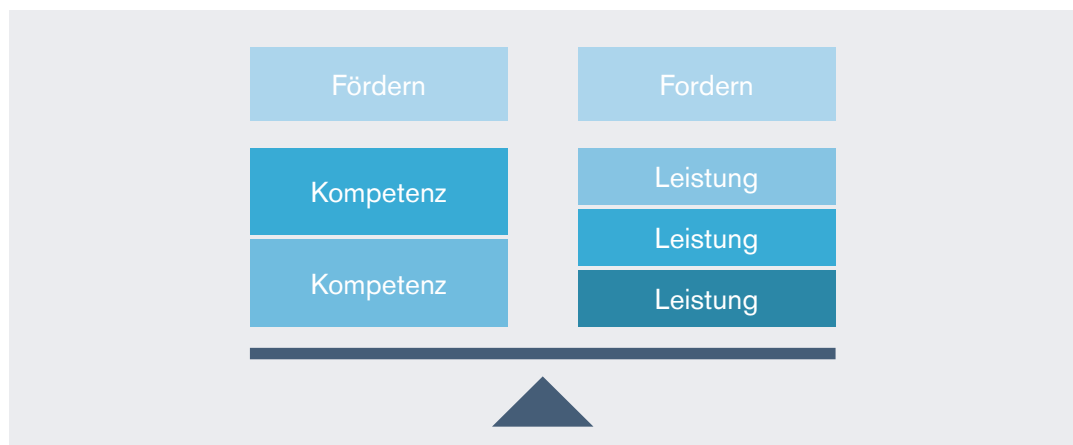 Fördern
Fordern
Kompetenz
Kompetenz
Leistung
Leistung
Leistung